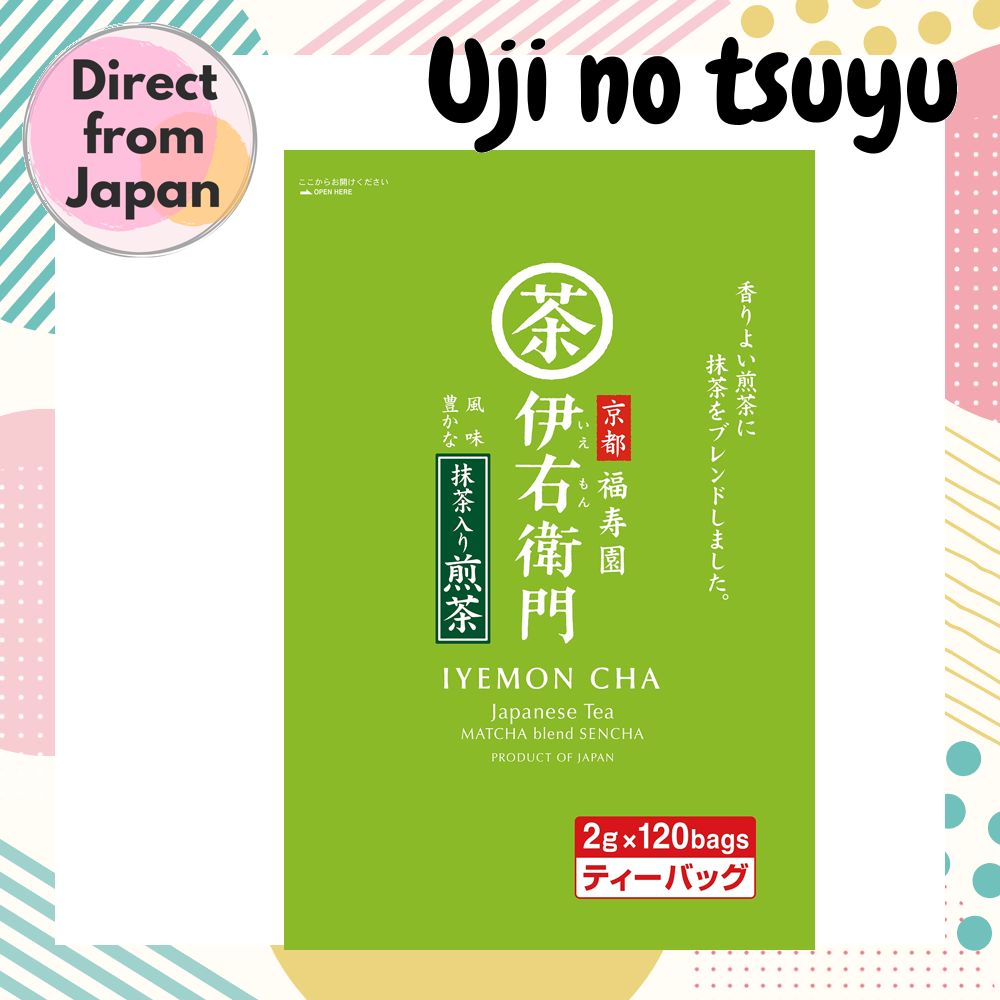 Direct
from
Japan
Uji no tsuyu
ここからお開けください
OPEN HERE
茶
香りよい煎茶に
抹茶をブレンドしました。
京都
福寿園
伊右衛門
いえ
もん
風味
豊かな
抹茶入り煎茶
IYEMON CHA
Japanese Tea
MATCHA blend SENCHA
PRODUCT OF JAPAN
2g×120bags
ティーバッグ